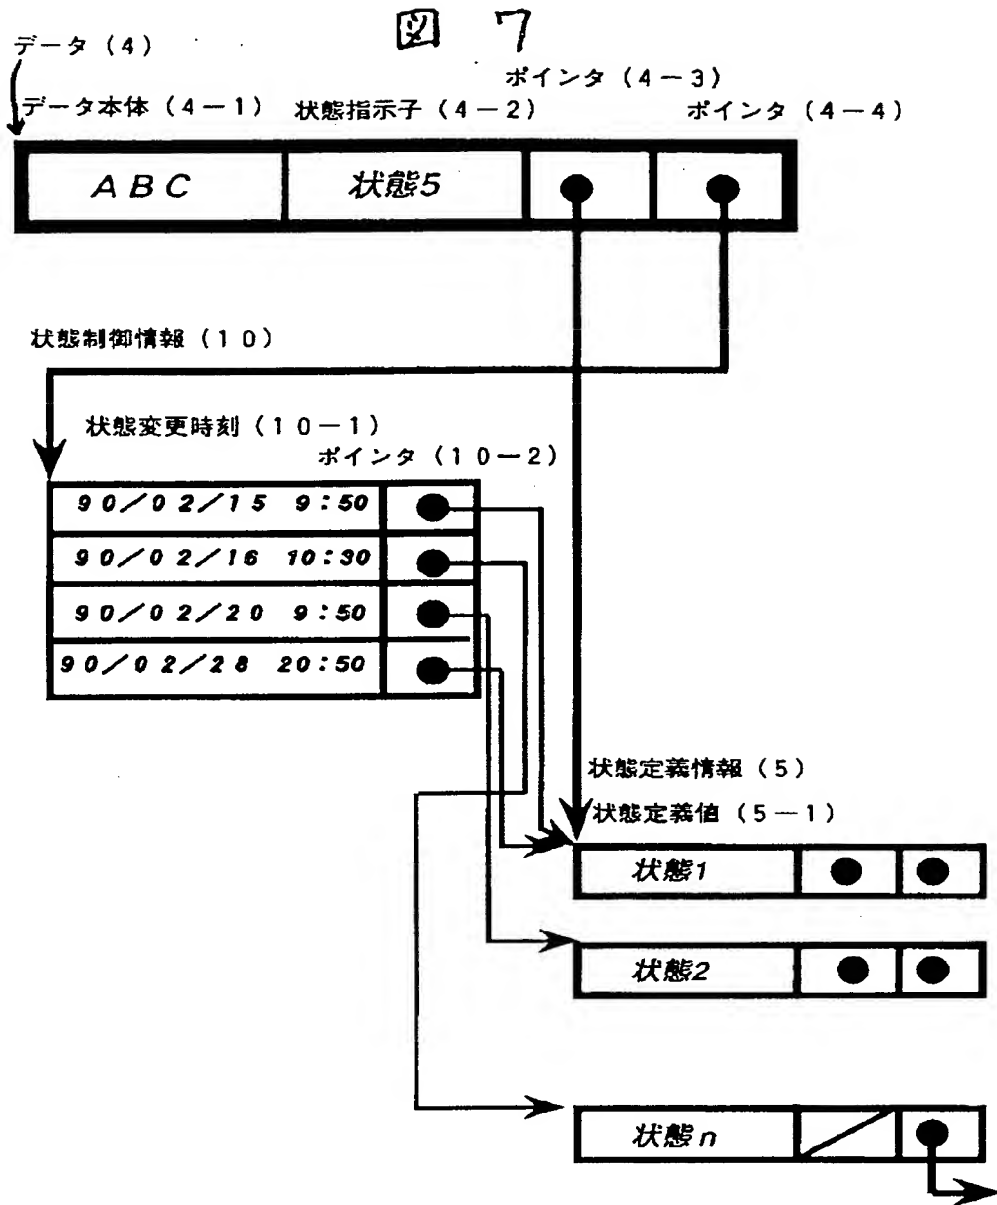 図 7
データ（4）
ポインタ（4－3）
データ本体（4－1） 状態指示子（4－2） ポインタ（4－4）
ABC 状態5
状態制御情報（10）
状態変更時刻（10－1）
ポインタ（10－2）
90／02／15 9：50
90／02／16 10：30
90／02／20 9：50
90／02／28 20：50
状態定義情報（5）
状態定義値（5－1）
状態1
状態2
状態n